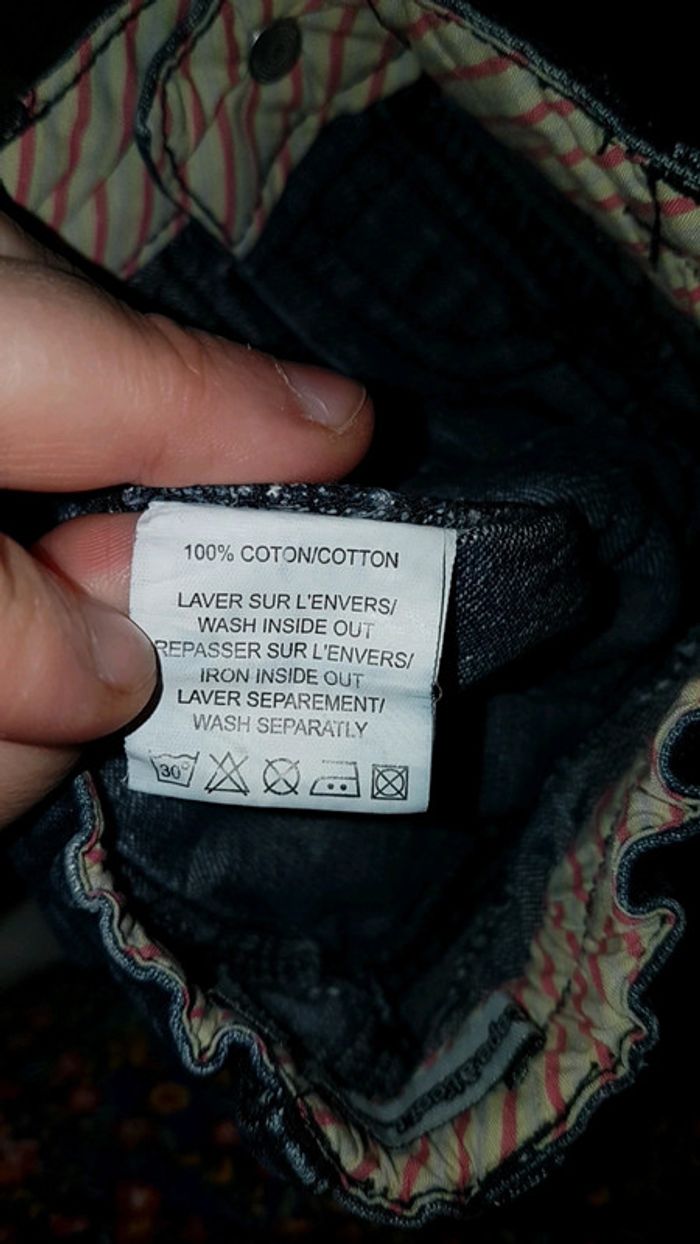 100% COTON/COTTON
LAVER SUR L'ENVERS/
WASH INSIDE OUT
REPASSER SUR L'ENVERS/
IRON INSIDE OUT
LAVER SEPAREMENT/
WASH SEPARATLY
30°